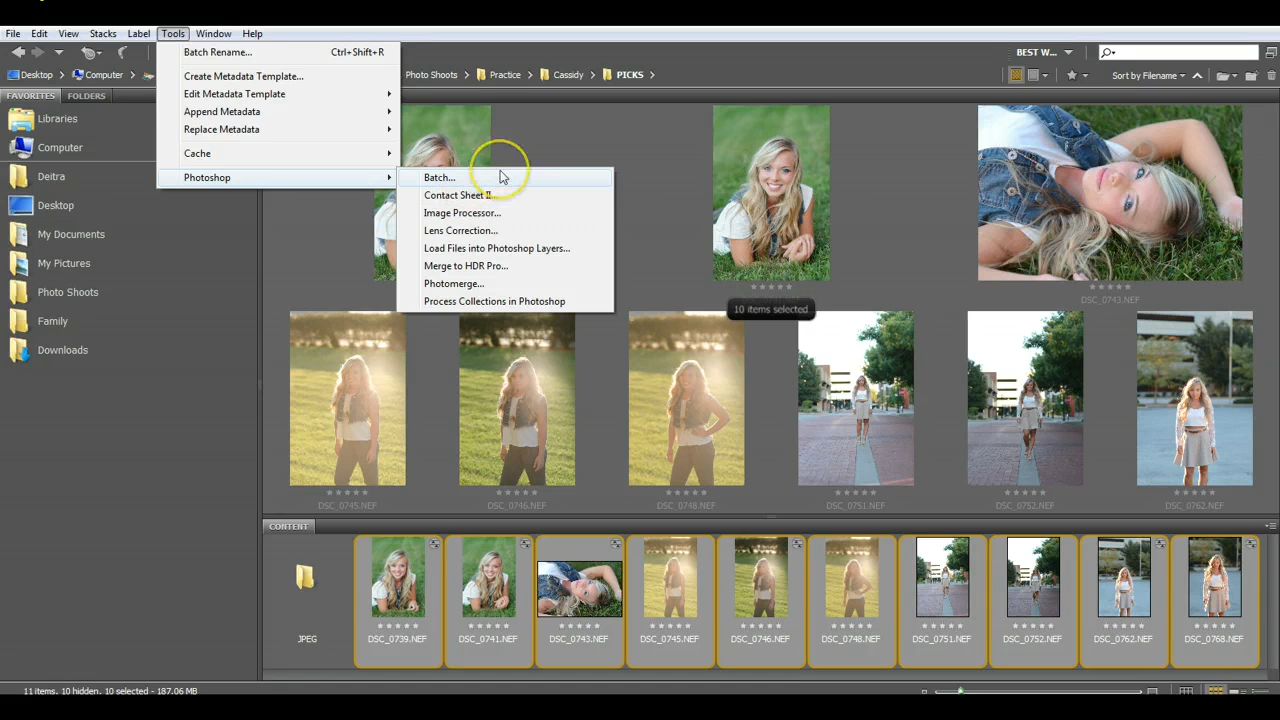 File Edit View Stacks Label Tools Window Help
Batch Rename... Ctrl+Shift+R
Create Metadata Template...
Edit Metadata Template
Append Metadata
Replace Metadata
Cache
Photoshop
Batch...
Contact Sheet II...
Image Processor...
Lens Correction...
Load Files into Photoshop Layers...
Merge to HDR Pro...
Photomerge...
Process Collections in Photoshop
BEST W...
Desktop Computer Photo Shoots Practice Cassidy PICKS
Sort by Filename
FAVORITES FOLDERS
Libraries
Computer
Deitra
Desktop
My Documents
My Pictures
Photo Shoots
Family
Downloads
DSC_0743.NEF
10 items selected
DSC_0745.NEF DSC_0746.NEF DSC_0748.NEF DSC_0751.NEF DSC_0752.NEF DSC_0762.NEF
CONTENT
JPEG DSC_0739.NEF DSC_0741.NEF DSC_0743.NEF DSC_0745.NEF DSC_0746.NEF DSC_0748.NEF DSC_0751.NEF DSC_0752.NEF DSC_0762.NEF DSC_0768.NEF
11 items, 10 hidden, 10 selected - 187.06 MB